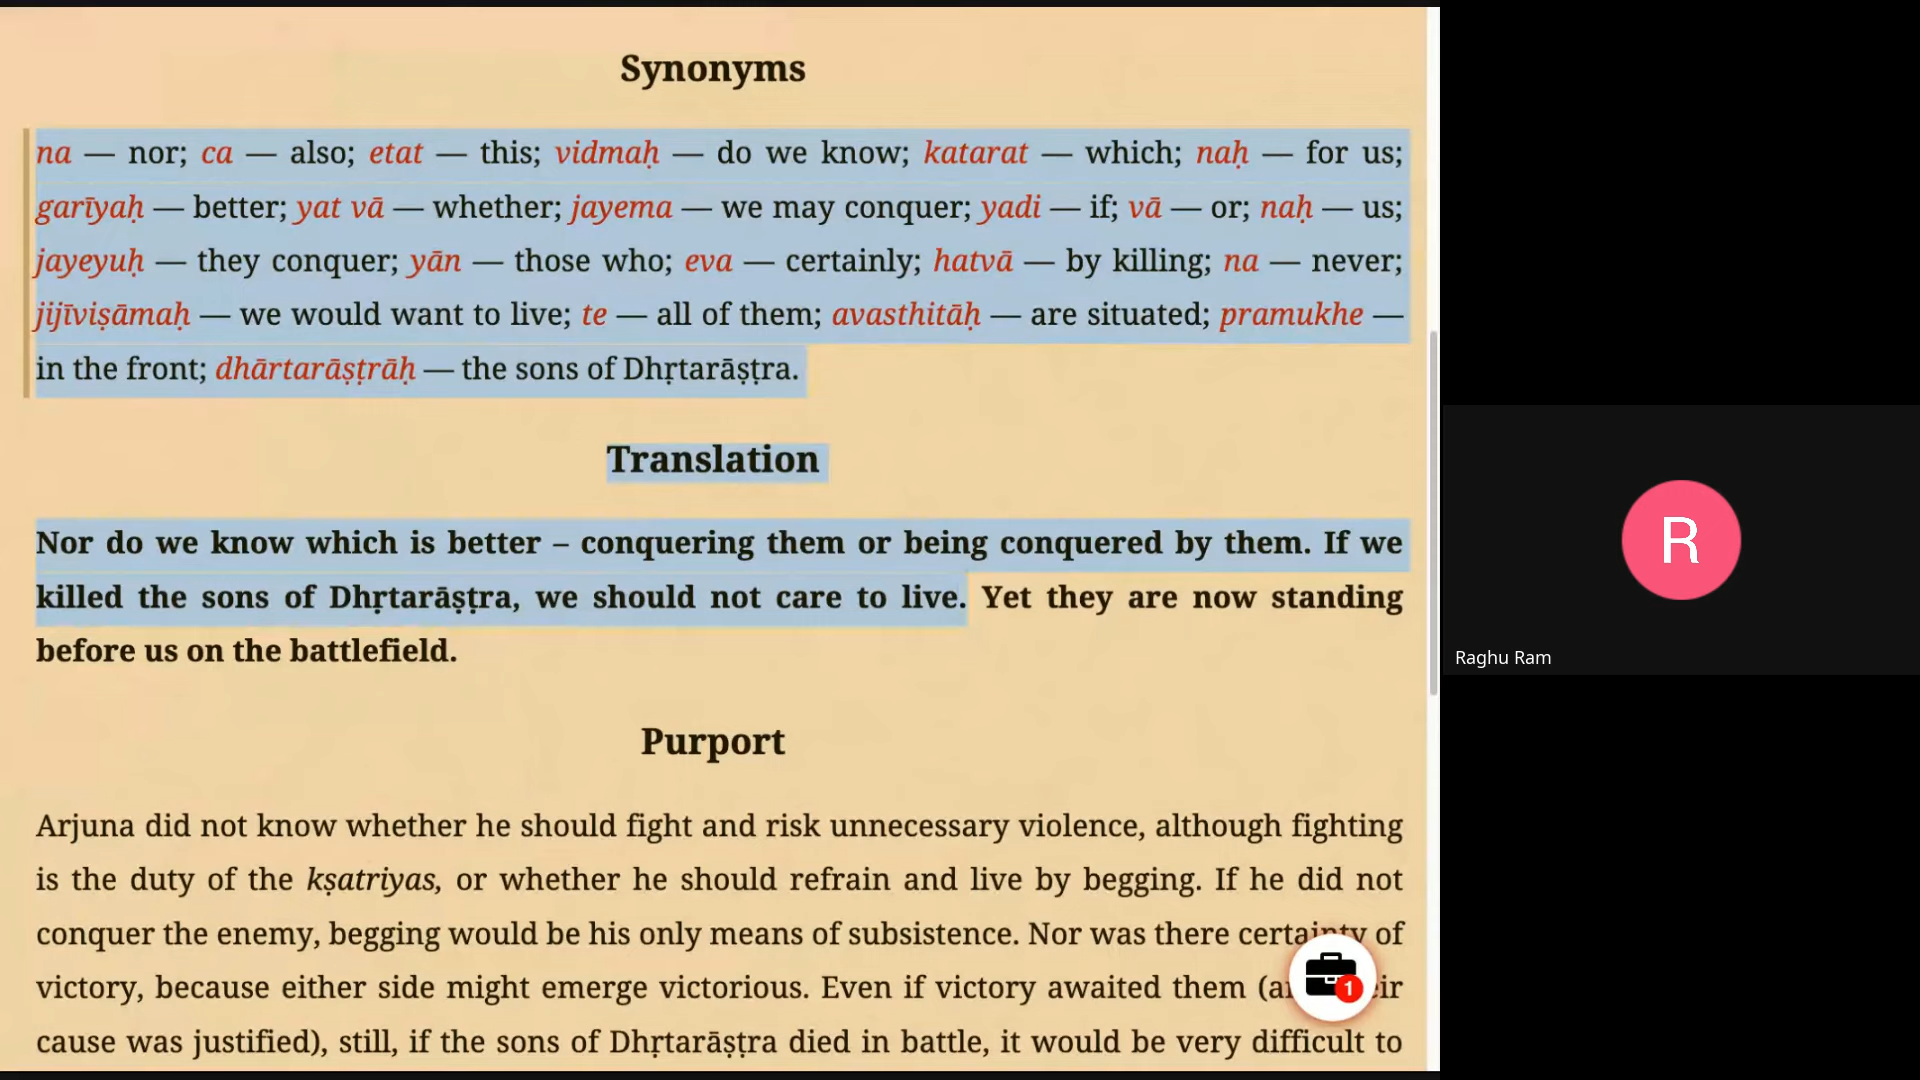 Synonyms
na — nor; ca — also; etat — this; vidmaḥ — do we know; katarat — which; naḥ — for us;
garīyaḥ — better; yat vā — whether; jayema — we may conquer; yadi — if; vā — or; naḥ — us;
jayeyuḥ — they conquer; yān — those who; eva — certainly; hatvā — by killing; na — never;
jijīviṣāmaḥ — we would want to live; te — all of them; avasthitāḥ — are situated; pramukhe —
in the front; dhārtarāṣṭrāḥ — the sons of Dhṛtarāṣṭra.
Translation
Nor do we know which is better – conquering them or being conquered by them. If we
killed the sons of Dhṛtarāṣṭra, we should not care to live. Yet they are now standing
before us on the battlefield.
Purport
Arjuna did not know whether he should fight and risk unnecessary violence, although fighting
is the duty of the kṣatriyas, or whether he should refrain and live by begging. If he did not
conquer the enemy, begging would be his only means of subsistence. Nor was there certainty of
victory, because either side might emerge victorious. Even if victory awaited them
cause was justified), still, if the sons of Dhṛtarāṣṭra died in battle, it would be very difficult to
1
R
Raghu Ram